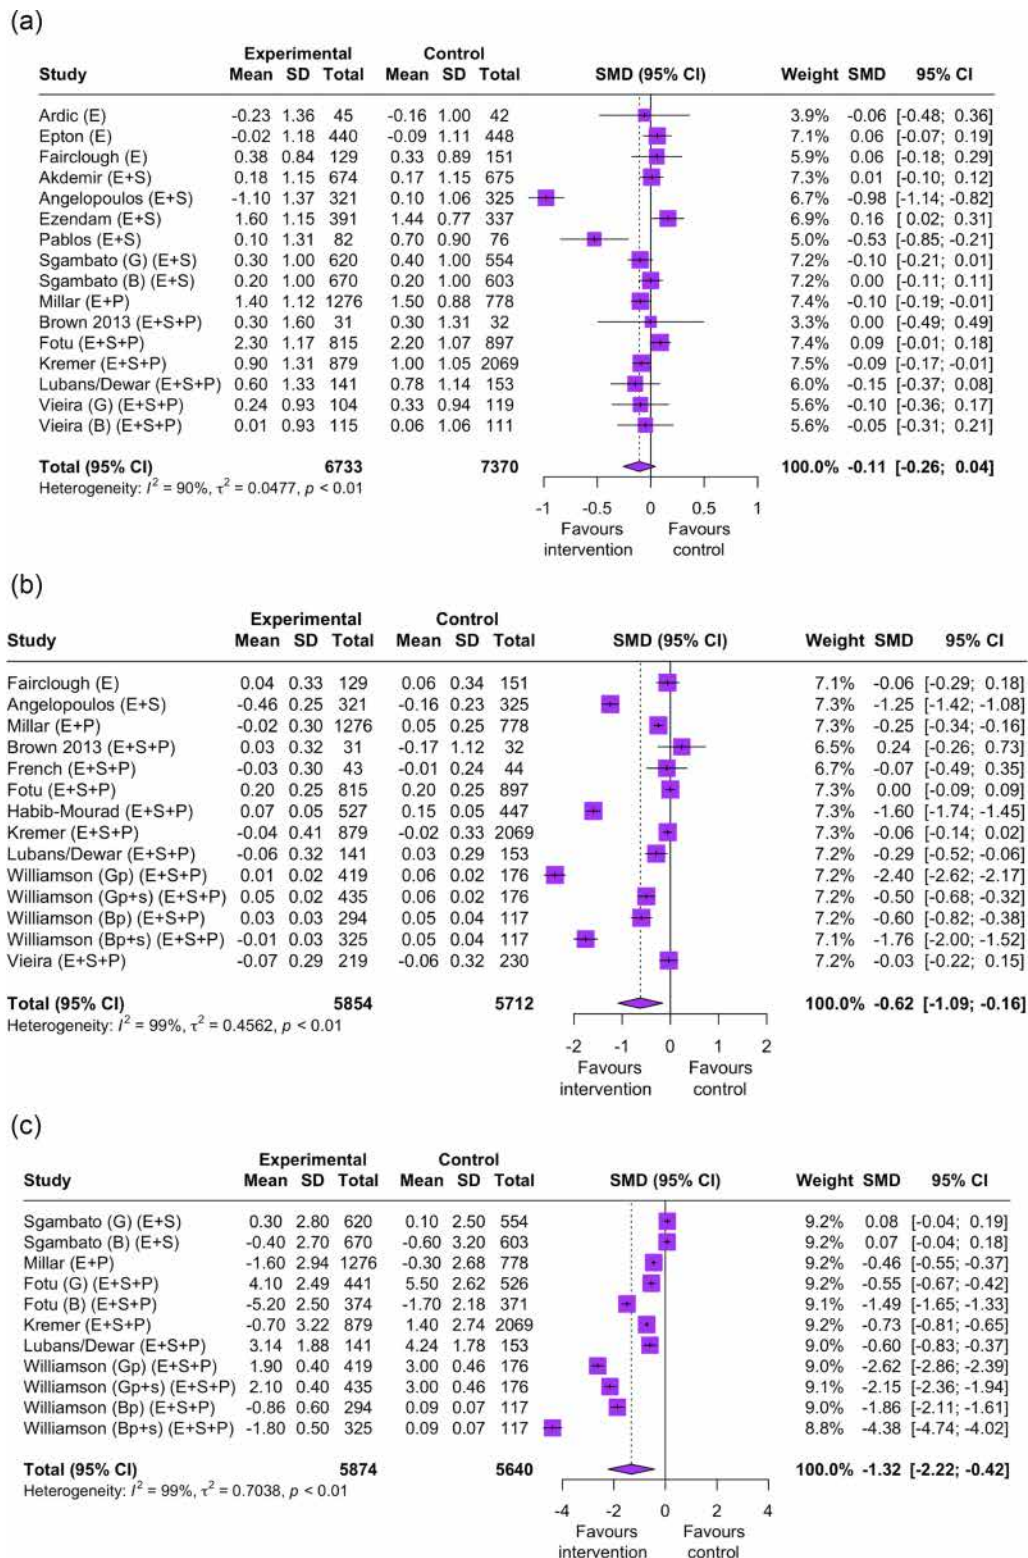 (a)
Experimental Control
Study Mean SD Total Mean SD Total SMD (95% CI) Weight SMD 95% CI
Ardic (E) -0.23 1.36 45 -0.16 1.00 42 3.9% -0.06 [-0.48; 0.36]
Epton (E) -0.02 1.18 440 -0.09 1.11 448 7.1% 0.06 [-0.07; 0.19]
Fairclough (E) 0.38 0.84 129 0.33 0.89 151 5.9% 0.06 [-0.18; 0.29]
Akdemir (E+S) 0.18 1.15 674 0.17 1.15 675 7.3% 0.01 [-0.10; 0.12]
Angelopoulos (E+S) -1.10 1.37 321 0.10 1.06 325 6.7% -0.98 [-1.14; -0.82]
Ezendam (E+S) 1.60 1.15 391 1.44 0.77 337 6.9% 0.16 [ 0.02; 0.31]
Pablos (E+S) 0.10 1.31 82 0.70 0.90 76 5.0% -0.53 [-0.85; -0.21]
Sgambato (G) (E+S) 0.30 1.00 620 0.40 1.00 554 7.2% -0.10 [-0.21; 0.01]
Sgambato (B) (E+S) 0.20 1.00 670 0.20 1.00 603 7.2% 0.00 [-0.11; 0.11]
Millar (E+P) 1.40 1.12 1276 1.50 0.88 778 7.4% -0.10 [-0.19; -0.01]
Brown 2013 (E+S+P) 0.30 1.60 31 0.30 1.31 32 3.3% 0.00 [-0.49; 0.49]
Fotu (E+S+P) 2.30 1.17 815 2.20 1.07 897 7.4% 0.09 [-0.01; 0.18]
Kremer (E+S+P) 0.90 1.31 879 1.00 1.05 2069 7.5% -0.09 [-0.17; -0.01]
Lubans/Dewar (E+S+P) 0.60 1.33 141 0.78 1.14 153 6.0% -0.15 [-0.37; 0.08]
Vieira (G) (E+S+P) 0.24 0.93 104 0.33 0.94 119 5.6% -0.10 [-0.36; 0.17]
Vieira (B) (E+S+P) 0.01 0.93 115 0.06 1.06 111 5.6% -0.05 [-0.31; 0.21]
Total (95% CI) 6733 7370 100.0% -0.11 [-0.26; 0.04]
Heterogeneity: I² = 90%, τ² = 0.0477, p < 0.01
-1 -0.5 0 0.5 1
Favours Favours
intervention control
(b)
Experimental Control
Study Mean SD Total Mean SD Total SMD (95% CI) Weight SMD 95% CI
Fairclough (E) 0.04 0.33 129 0.06 0.34 151 7.1% -0.06 [-0.29; 0.18]
Angelopoulos (E+S) -0.46 0.25 321 -0.16 0.23 325 7.3% -1.25 [-1.42; -1.08]
Millar (E+P) -0.02 0.30 1276 0.05 0.25 778 7.3% -0.25 [-0.34; -0.16]
Brown 2013 (E+S+P) 0.03 0.32 31 -0.17 1.12 32 6.5% 0.24 [-0.26; 0.73]
French (E+S+P) -0.03 0.30 43 -0.01 0.24 44 6.7% -0.07 [-0.49; 0.35]
Fotu (E+S+P) 0.20 0.25 815 0.20 0.25 897 7.3% 0.00 [-0.09; 0.09]
Habib-Mourad (E+S+P) 0.07 0.05 527 0.15 0.05 447 7.3% -1.60 [-1.74; -1.45]
Kremer (E+S+P) -0.04 0.41 879 -0.02 0.33 2069 7.3% -0.06 [-0.14; 0.02]
Lubans/Dewar (E+S+P) -0.06 0.32 141 0.03 0.29 153 7.2% -0.29 [-0.52; -0.06]
Williamson (Gp) (E+S+P) 0.01 0.02 419 0.06 0.02 176 7.2% -2.40 [-2.62; -2.17]
Williamson (Gp+s) (E+S+P) 0.05 0.02 435 0.06 0.02 176 7.2% -0.50 [-0.68; -0.32]
Williamson (Bp) (E+S+P) 0.03 0.03 294 0.05 0.04 117 7.2% -0.60 [-0.82; -0.38]
Williamson (Bp+s) (E+S+P) -0.01 0.03 325 0.05 0.04 117 7.1% -1.76 [-2.00; -1.52]
Vieira (E+S+P) -0.07 0.29 219 -0.06 0.32 230 7.2% -0.03 [-0.22; 0.15]
Total (95% CI) 5854 5712 100.0% -0.62 [-1.09; -0.16]
Heterogeneity: I² = 99%, τ² = 0.4562, p < 0.01
-2 -1 0 1 2
Favours Favours
intervention control
(c)
Experimental Control
Study Mean SD Total Mean SD Total SMD (95% CI) Weight SMD 95% CI
Sgambato (G) (E+S) 0.30 2.80 620 0.10 2.50 554 9.2% 0.08 [-0.04; 0.19]
Sgambato (B) (E+S) -0.40 2.70 670 -0.60 3.20 603 9.2% 0.07 [-0.04; 0.18]
Millar (E+P) -1.60 2.94 1276 -0.30 2.68 778 9.2% -0.46 [-0.55; -0.37]
Fotu (G) (E+S+P) 4.10 2.49 441 5.50 2.62 526 9.2% -0.55 [-0.67; -0.42]
Fotu (B) (E+S+P) -5.20 2.50 374 -1.70 2.18 371 9.1% -1.49 [-1.65; -1.33]
Kremer (E+S+P) -0.70 3.22 879 1.40 2.74 2069 9.2% -0.73 [-0.81; -0.65]
Lubans/Dewar (E+S+P) 3.14 1.88 141 4.24 1.78 153 9.0% -0.60 [-0.83; -0.37]
Williamson (Gp) (E+S+P) 1.90 0.40 419 3.00 0.46 176 9.0% -2.62 [-2.86; -2.39]
Williamson (Gp+s) (E+S+P) 2.10 0.40 435 3.00 0.46 176 9.1% -2.15 [-2.36; -1.94]
Williamson (Bp) (E+S+P) -0.86 0.60 294 0.09 0.07 117 9.0% -1.86 [-2.11; -1.61]
Williamson (Bp+s) (E+S+P) -1.80 0.50 325 0.09 0.07 117 8.8% -4.38 [-4.74; -4.02]
Total (95% CI) 5874 5640 100.0% -1.32 [-2.22; -0.42]
Heterogeneity: I² = 99%, τ² = 0.7038, p < 0.01
-4 -2 0 2 4
Favours Favours
intervention control